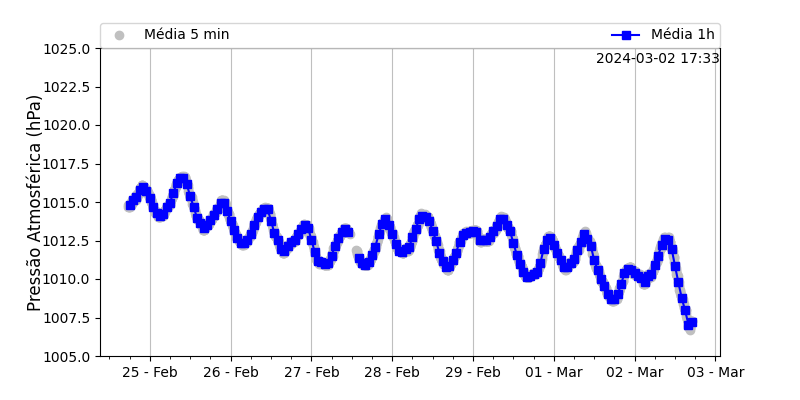 Média 5 min
Média 1h
2024-03-02 17:33
Pressão Atmosférica (hPa)
1025.0
1022.5
1020.0
1017.5
1015.0
1012.5
1010.0
1007.5
1005.0
25 - Feb
26 - Feb
27 - Feb
28 - Feb
29 - Feb
01 - Mar
02 - Mar
03 - Mar